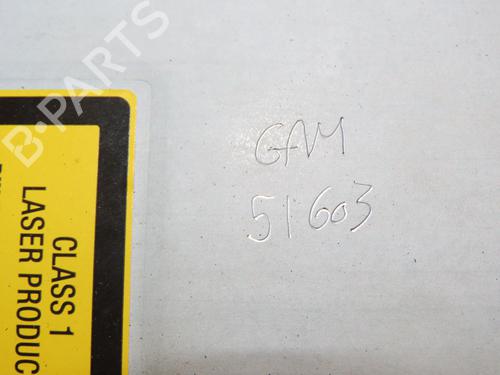 B-PARTS
GAM
51603
CLASS 1
LASER PRODUC